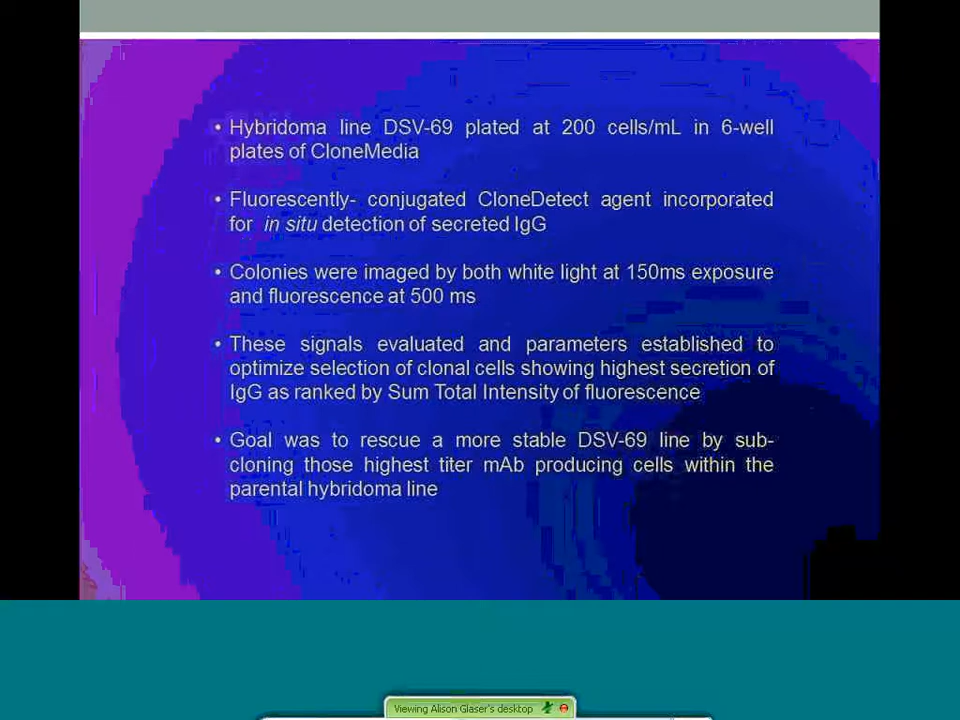 • Hybridoma line DSV-69 plated at 200 cells/mL in 6-well
plates of CloneMedia
• Fluorescently- conjugated CloneDetect agent incorporated
for in situ detection of secreted IgG
• Colonies were imaged by both white light at 150ms exposure
and fluorescence at 500 ms
• These signals evaluated and parameters established to
optimize selection of clonal cells showing highest secretion of
IgG as ranked by Sum Total Intensity of fluorescence
• Goal was to rescue a more stable DSV-69 line by sub-
cloning those highest titer mAb producing cells within the
parental hybridoma line
Viewing Alison Glaser's desktop